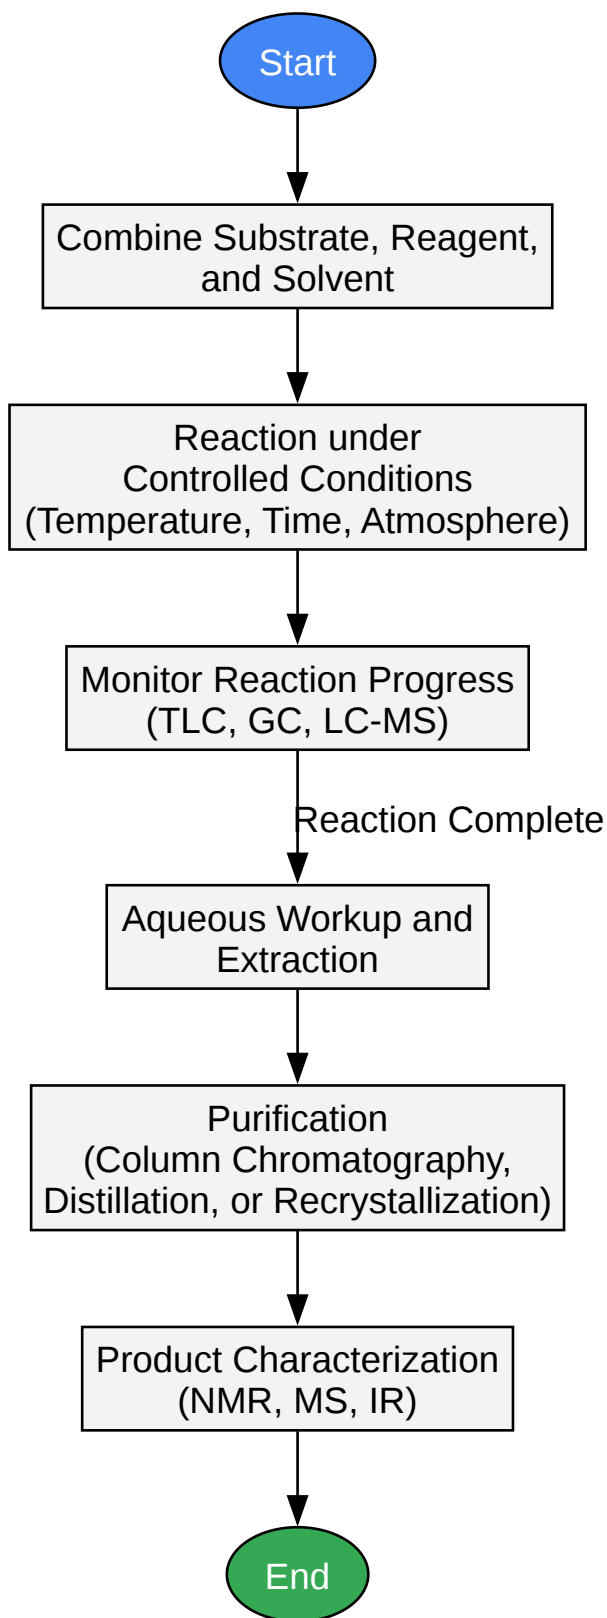 Start
Combine Substrate, Reagent,
and Solvent
Reaction under
Controlled Conditions
(Temperature, Time, Atmosphere)
Monitor Reaction Progress
(TLC, GC, LC-MS)
Reaction Complete
Aqueous Workup and
Extraction
Purification
(Column Chromatography,
Distillation, or Recrystallization)
Product Characterization
(NMR, MS, IR)
End